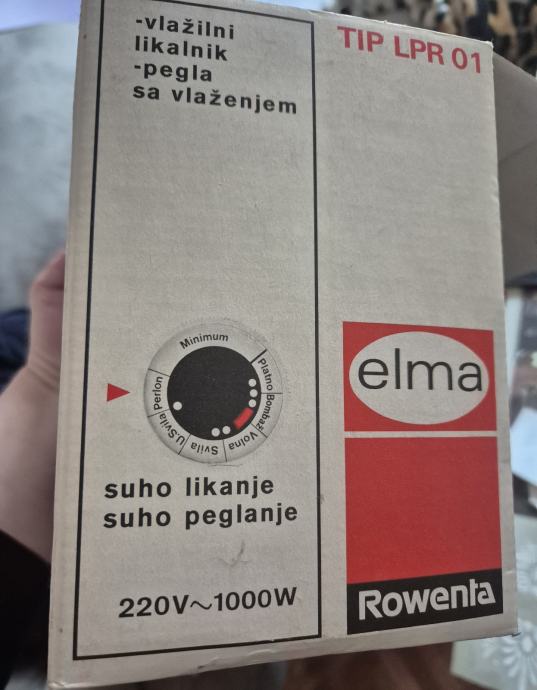 -vlažilni
likalnik
-pegla
sa vlaženjem
TIP LPR 01
Minimum
Platno
Bombaž
Volna
Svila
U.Svila
Perlon
elma
suho likanje
suho peglanje
220V~1000W
Rowenta